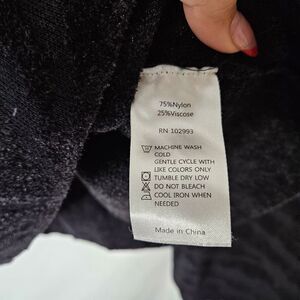 75%Nylon
25%Viscose
RN 102993
MACHINE WASH
COLD
GENTLE CYCLE WITH
LIKE COLORS ONLY
TUMBLE DRY LOW
DO NOT BLEACH
COOL IRON WHEN
NEEDED
Made in China